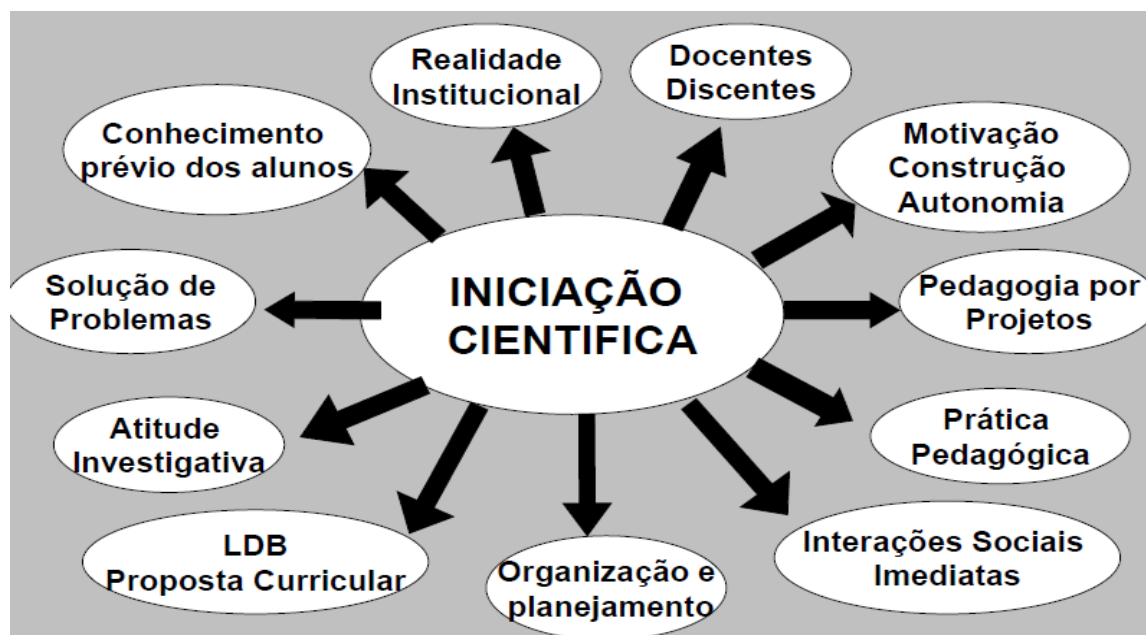 Realidade
Institucional
Docentes
Discentes
Conhecimento
prévio dos alunos
Motivação
Construção
Autonomia
INICIAÇÃO
CIENTIFICA
Solução de
Problemas
Pedagogia por
Projetos
Atitude
Investigativa
Prática
Pedagógica
LDB
Proposta Curricular
Organização e
planejamento
Interações Sociais
Imediatas